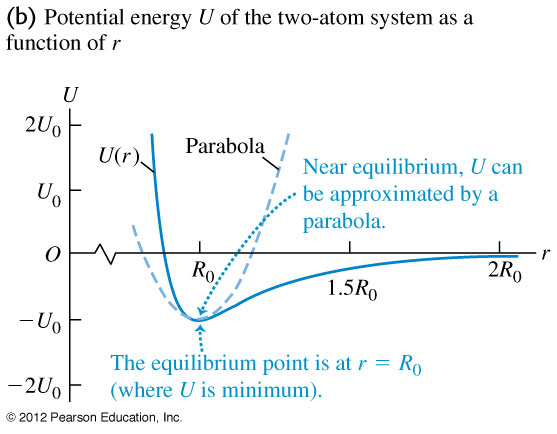 (b) Potential energy U of the two-atom system as a
function of r
U
2U₀
U(r)
Parabola
Near equilibrium, U can
be approximated by a
parabola.
U₀
O
R₀
1.5R₀
2R₀
r
−U₀
The equilibrium point is at r = R₀
(where U is minimum).
−2U₀
© 2012 Pearson Education, Inc.